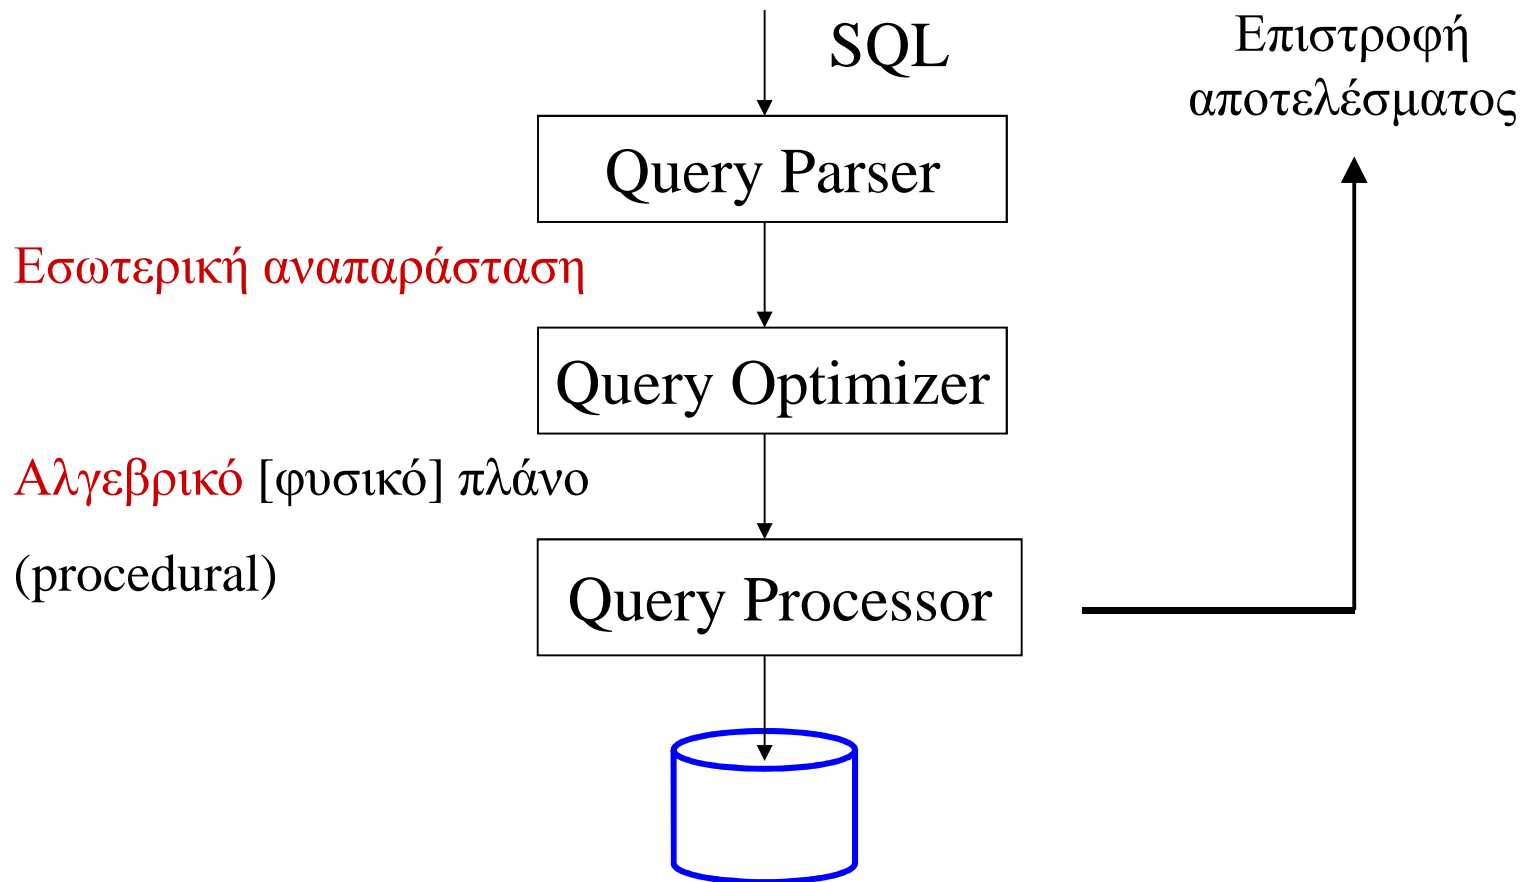 SQL
Επιστροφή
αποτελέσματος
Query Parser
Εσωτερική αναπαράσταση
Query Optimizer
Αλγεβρικό [φυσικό] πλάνο
(procedural)
Query Processor